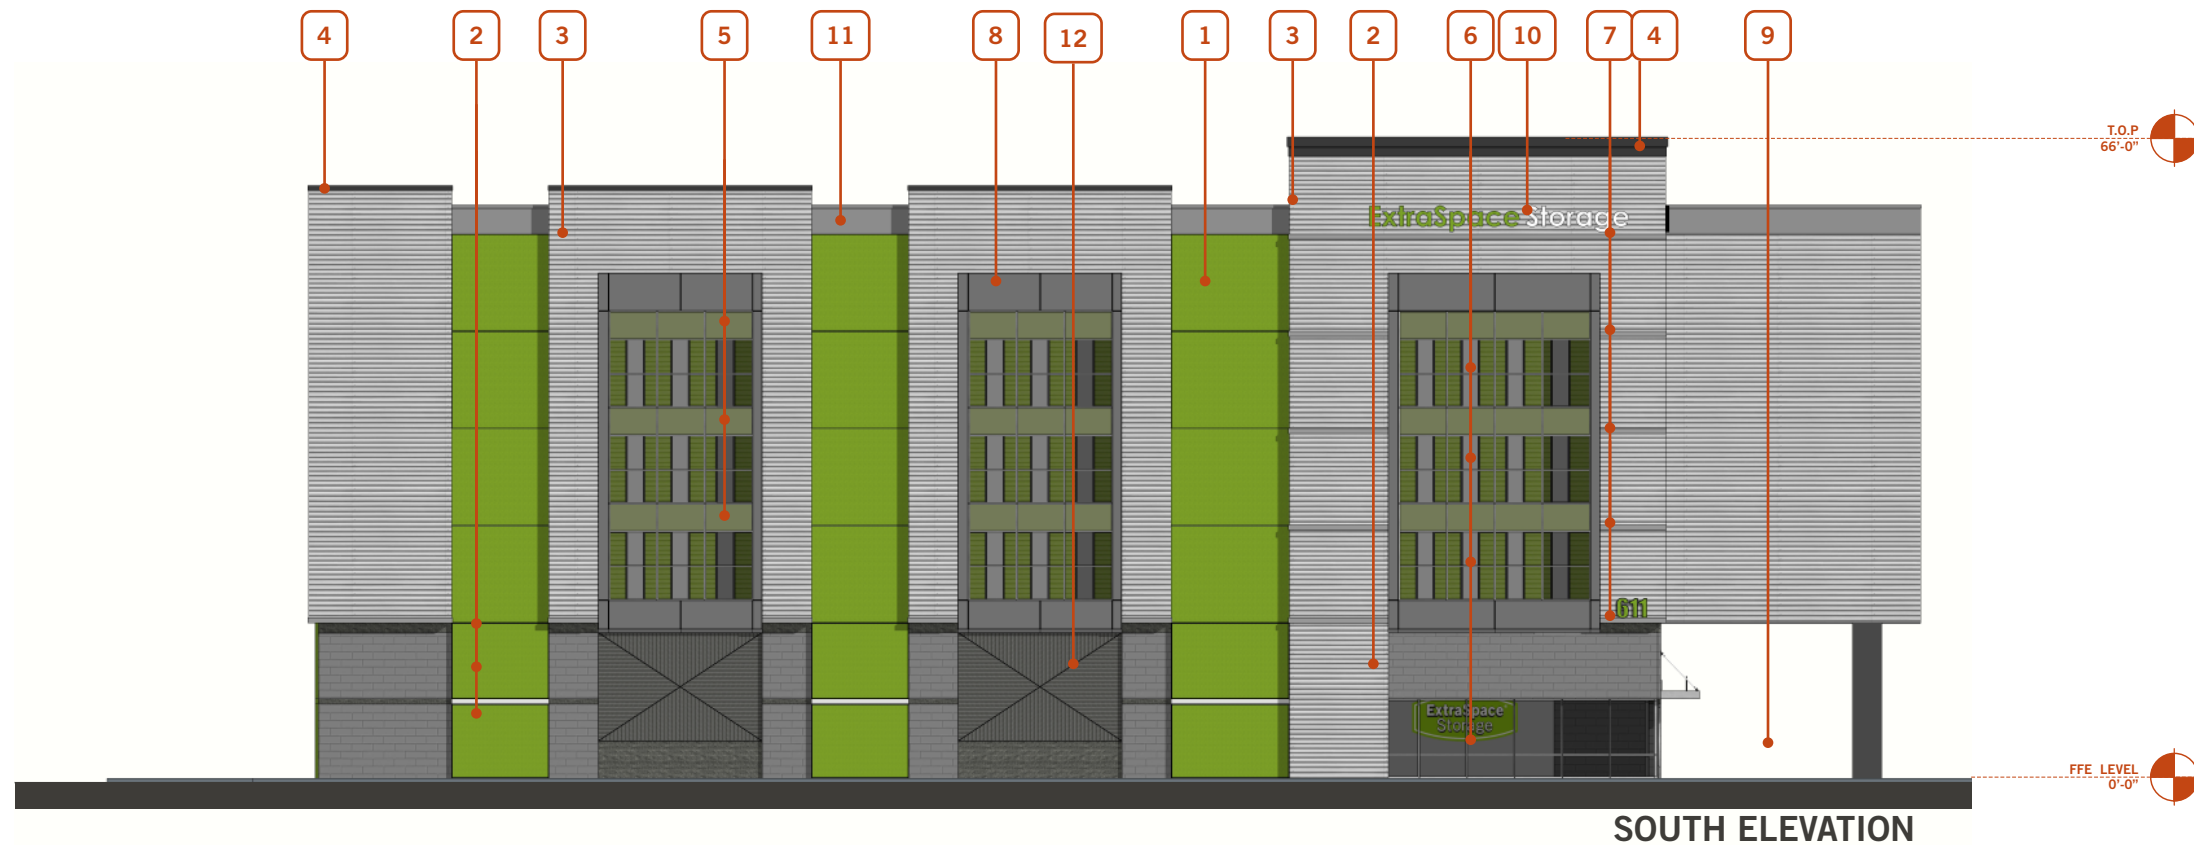 4 2 3 5 11 8 12 1 3 2 6 10 7 4 9
T.O.P
66'-0"
ExtraSpace Storage
611
ExtraSpace
Storage
FFE LEVEL
0'-0"
SOUTH ELEVATION